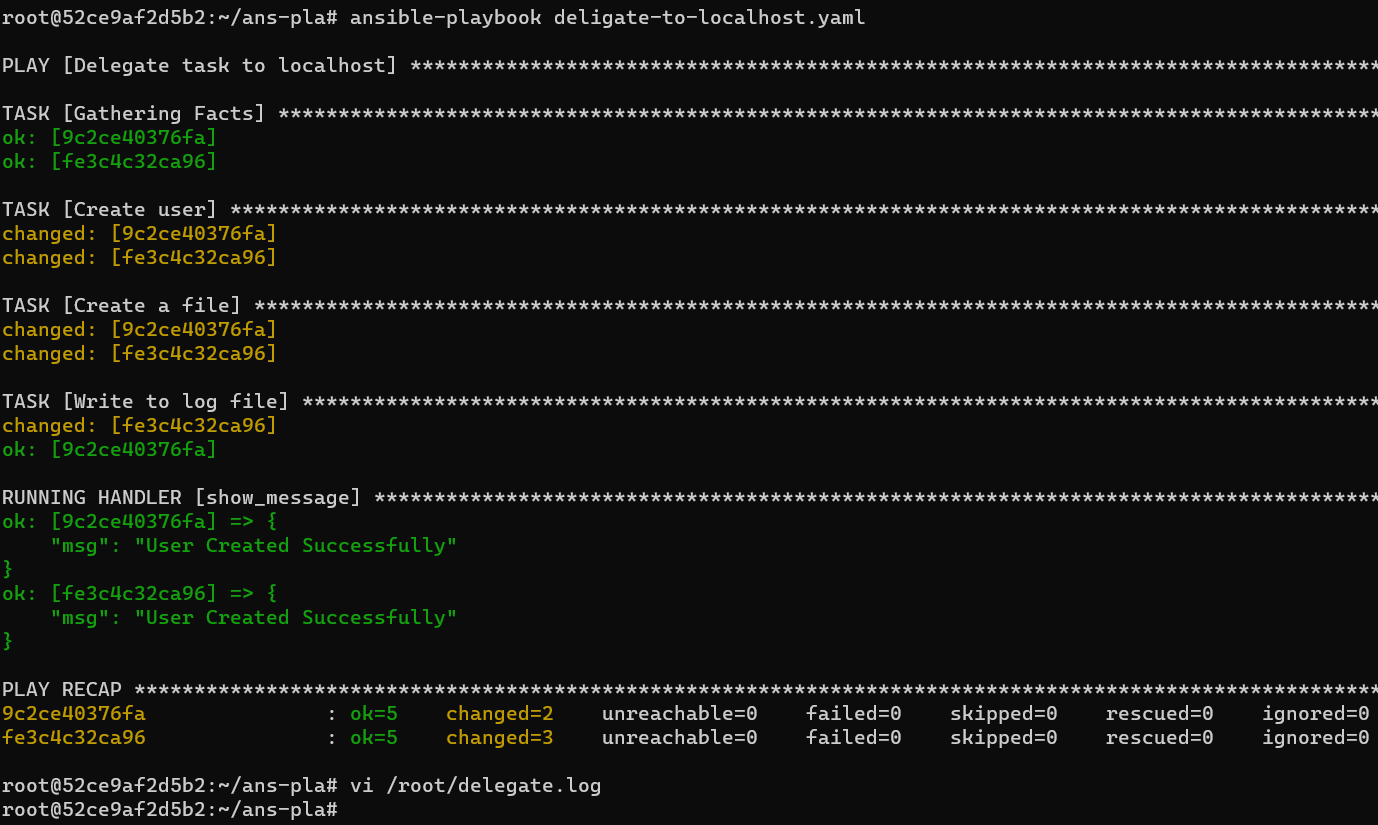 root@52ce9af2d5b2:~/ans-pla# ansible-playbook deligate-to-localhost.yaml
PLAY [Delegate task to localhost] *********************************************************************************
TASK [Gathering Facts] ********************************************************************************************
ok: [9c2ce40376fa]
ok: [fe3c4c32ca96]
TASK [Create user] ************************************************************************************************
changed: [9c2ce40376fa]
changed: [fe3c4c32ca96]
TASK [Create a file] **********************************************************************************************
changed: [9c2ce40376fa]
changed: [fe3c4c32ca96]
TASK [Write to log file] ******************************************************************************************
changed: [fe3c4c32ca96]
ok: [9c2ce40376fa]
RUNNING HANDLER [show_message] ************************************************************************************
ok: [9c2ce40376fa] => {
    "msg": "User Created Successfully"
}
ok: [fe3c4c32ca96] => {
    "msg": "User Created Successfully"
}
PLAY RECAP ********************************************************************************************************
9c2ce40376fa               : ok=5    changed=2    unreachable=0    failed=0    skipped=0    rescued=0    ignored=0
fe3c4c32ca96               : ok=5    changed=3    unreachable=0    failed=0    skipped=0    rescued=0    ignored=0
root@52ce9af2d5b2:~/ans-pla# vi /root/delegate.log
root@52ce9af2d5b2:~/ans-pla#